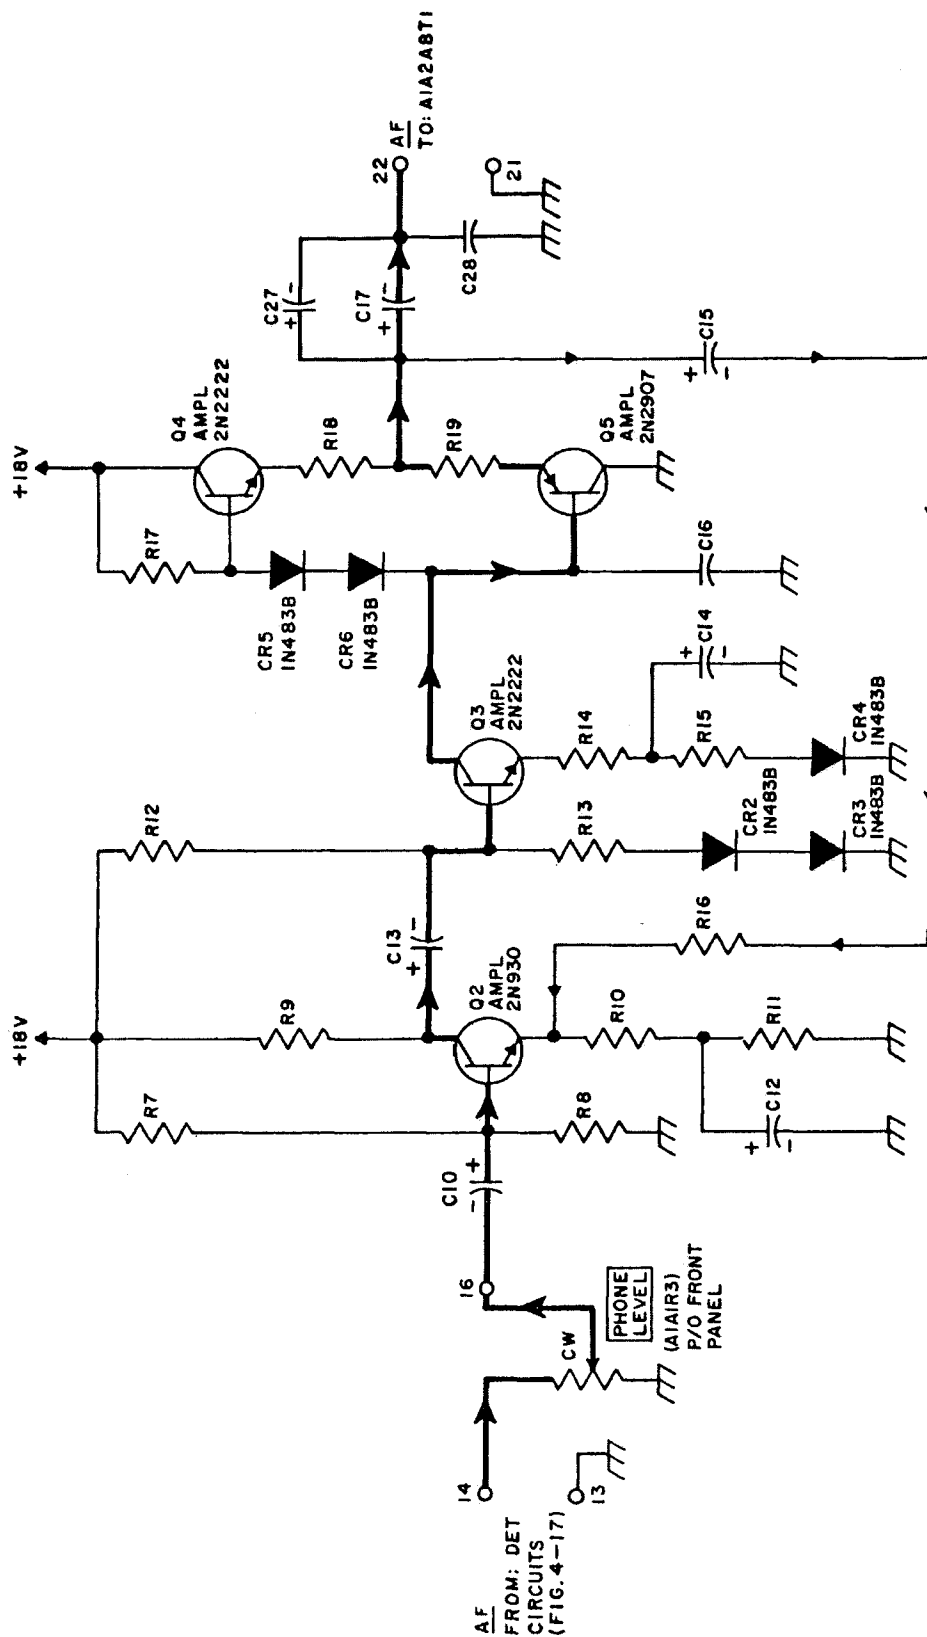 AF
FROM: DET
CIRCUITS
(FIG. 4-17)
14
13
CW
PHONE
LEVEL
(A1A1R3)
P/O FRONT
PANEL
16
- C10 +
+18V
R7
R8
R9
Q2
AMPL
2N930
R10
R11
+ C12 -
+ C13 -
R12
R16
Q3
AMPL
2N2222
R13
CR2
1N483B
CR3
1N483B
R14
R15
CR4
1N483B
+ C14 -
+18V
R17
CR5
1N483B
CR6
1N483B
C16
Q4
AMPL
2N2222
R18
R19
Q5
AMPL
2N2907
C27
+ -
C17
+ -
C28
+ C15 -
22
AF
TO: A1A2A8T1
21